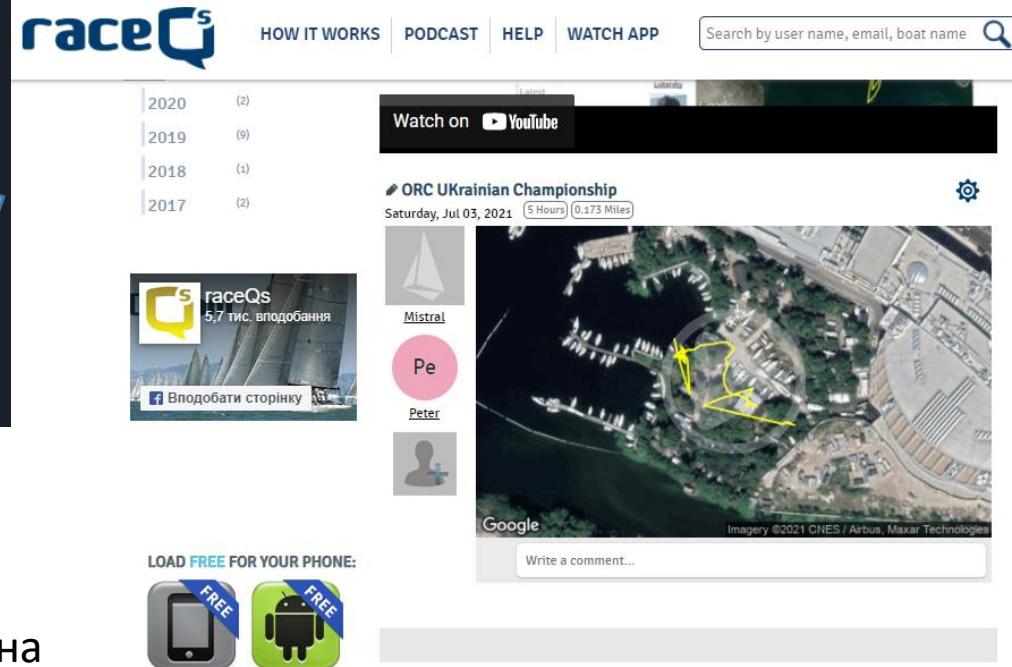 raceQs
HOW IT WORKS
PODCAST
HELP
WATCH APP
Search by user name, email, boat name
2020 (2)
2019 (9)
2018 (1)
2017 (2)
Latest
Watch on YouTube
ORC UKrainian Championship
Saturday, Jul 03, 2021 5 Hours 0.173 Miles
Mistral
Pe
Peter
raceQs
5,7 тис. вподобання
Вподобати сторінку
Google
Imagery ©2021 CNES / Airbus, Maxar Technologies
Write a comment...
LOAD FREE FOR YOUR PHONE:
FREE
FREE
на